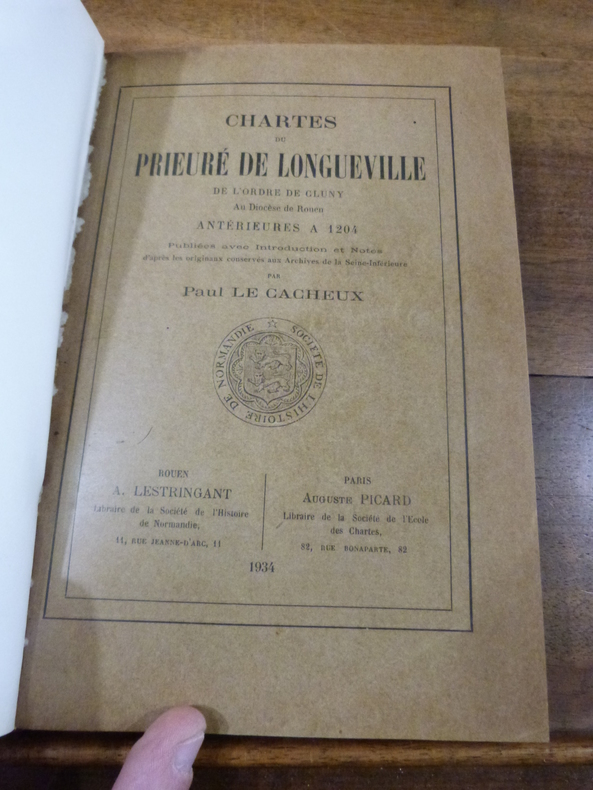 CHARTES
DU
PRIEURÉ DE LONGUEVILLE
DE L'ORDRE DE CLUNY
Au Diocèse de Rouen
ANTÉRIEURES A 1204
Publiées avec Introduction et Notes
d'après les originaux conservés aux Archives de la Seine-Inférieure
PAR
Paul LE CACHEUX
SOCIÉTÉ DE L'HISTOIRE DE NORMANDIE
ROUEN
A. LESTRINGANT
Libraire de la Société de l'Histoire
de Normandie,
11, RUE JEANNE-D'ARC, 11
PARIS
AUGUSTE PICARD
Libraire de la Société de l'Ecole
des Chartes,
82, RUE BONAPARTE, 82
1934